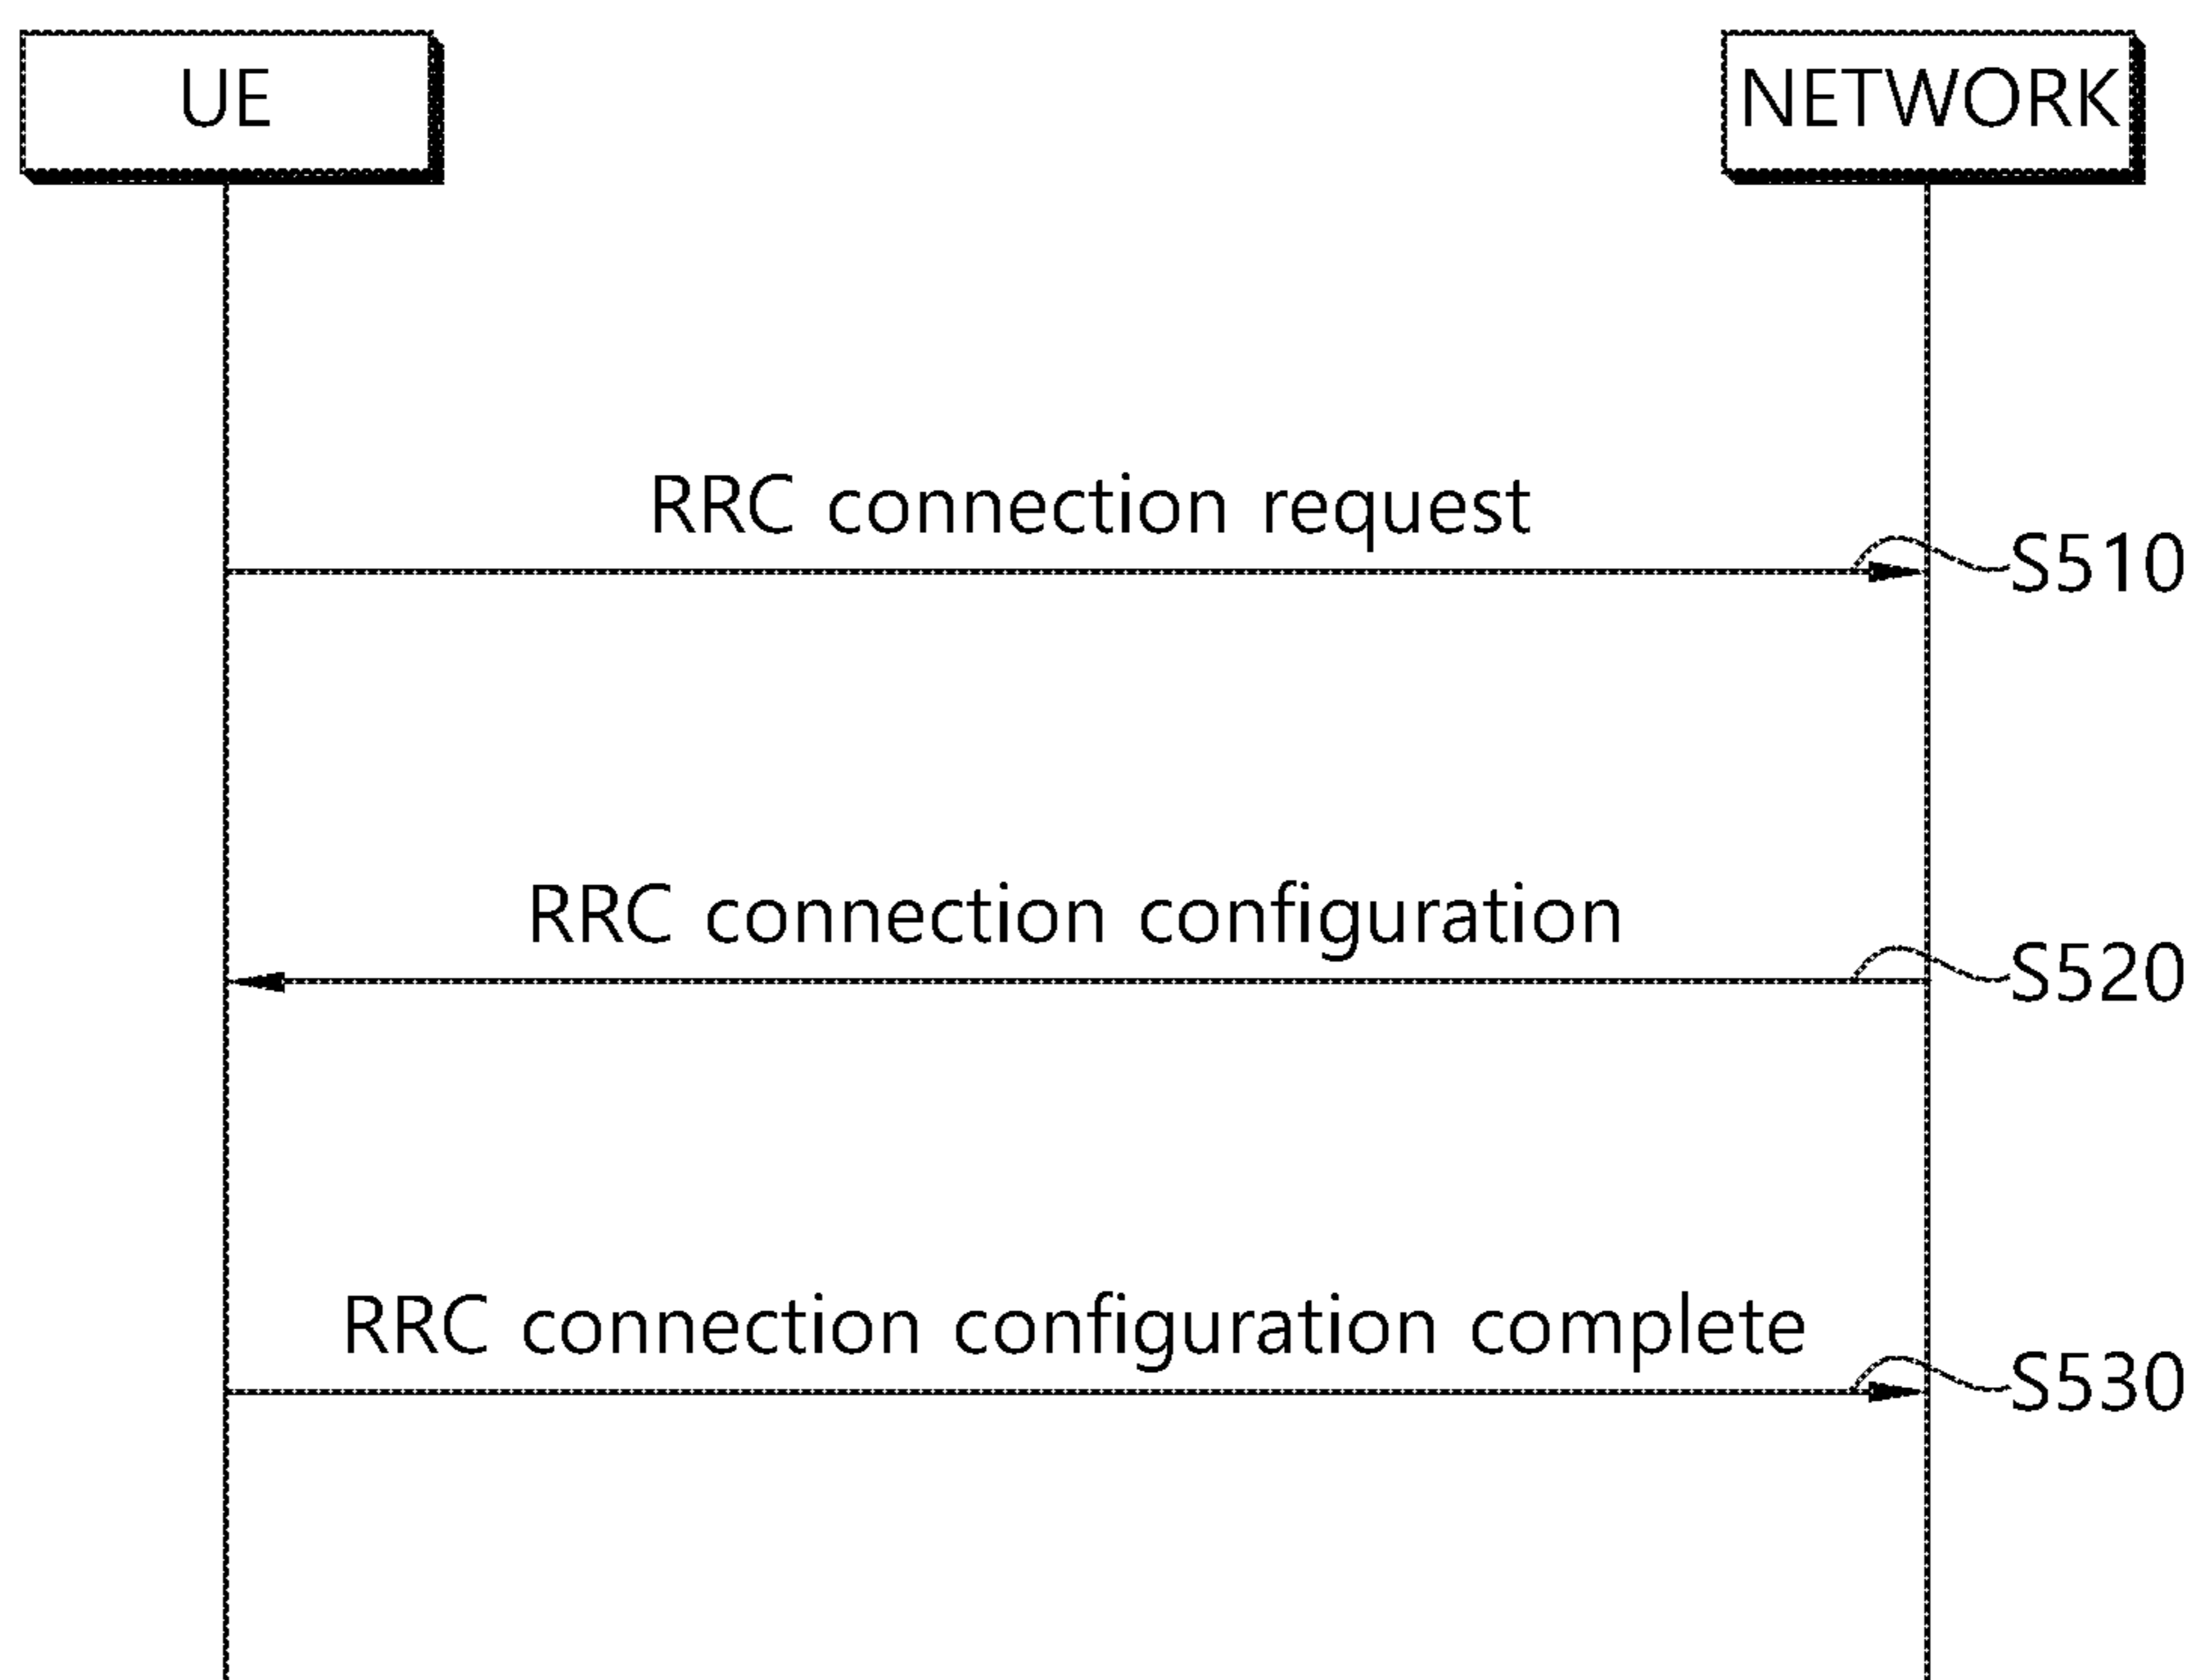 UE
NETWORK
RRC connection request
S510
RRC connection configuration
S520
RRC connection configuration complete
S530